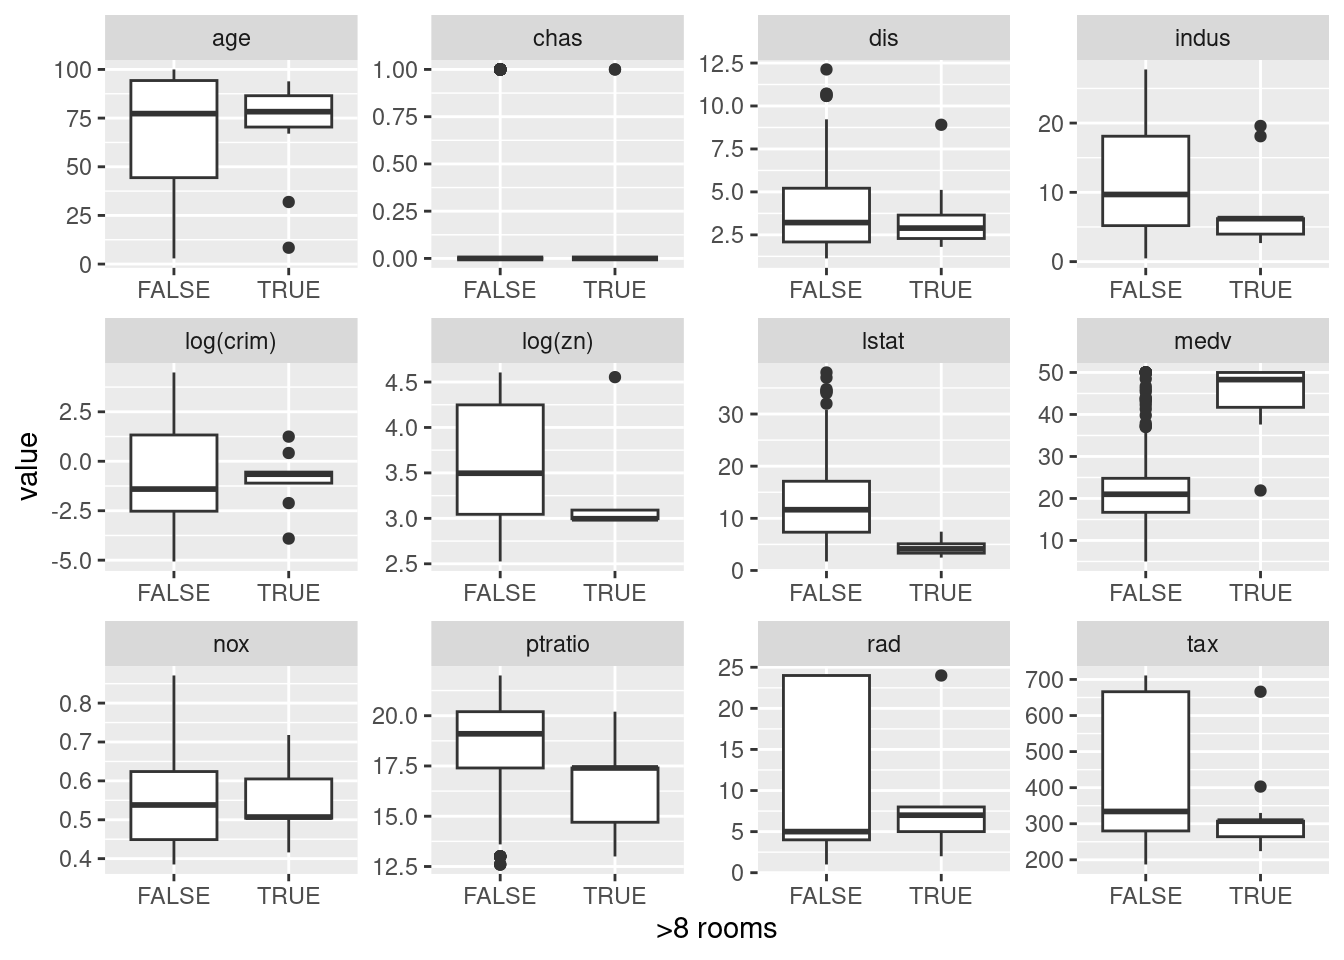 age chas dis indus
100 75 50 25 0
1.00 0.75 0.50 0.25 0.00
12.5 10.0 7.5 5.0 2.5
20 10 0
FALSE TRUE FALSE TRUE FALSE TRUE FALSE TRUE
log(crim) log(zn) lstat medv
value
2.5 0.0 -2.5 -5.0
4.5 4.0 3.5 3.0 2.5
30 20 10 0
50 40 30 20 10
FALSE TRUE FALSE TRUE FALSE TRUE FALSE TRUE
nox ptratio rad tax
0.8 0.7 0.6 0.5 0.4
20.0 17.5 15.0 12.5
25 20 15 10 5 0
700 600 500 400 300 200
FALSE TRUE FALSE TRUE FALSE TRUE FALSE TRUE
>8 rooms